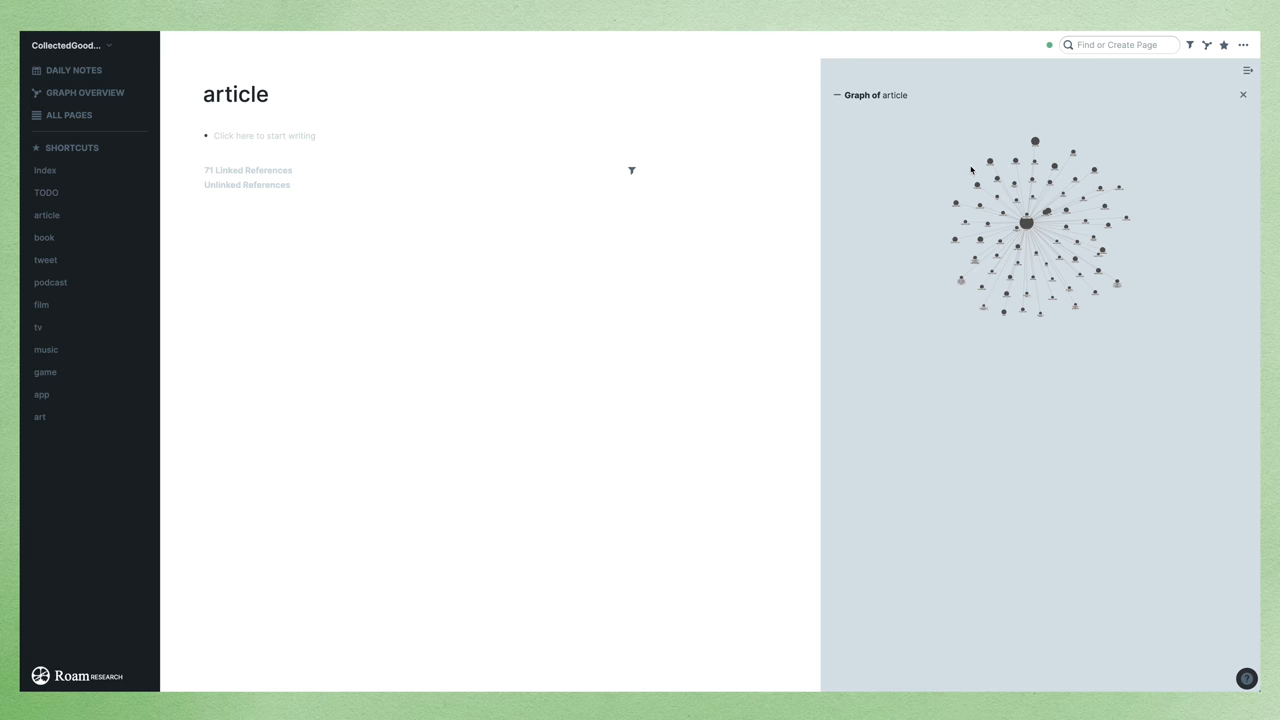 CollectedGood...
DAILY NOTES
GRAPH OVERVIEW
ALL PAGES
SHORTCUTS
Index
TODO
article
book
tweet
podcast
film
tv
music
game
app
art
Roam RESEARCH
article
Click here to start writing
71 Linked References
Unlinked References
Find or Create Page
Graph of article